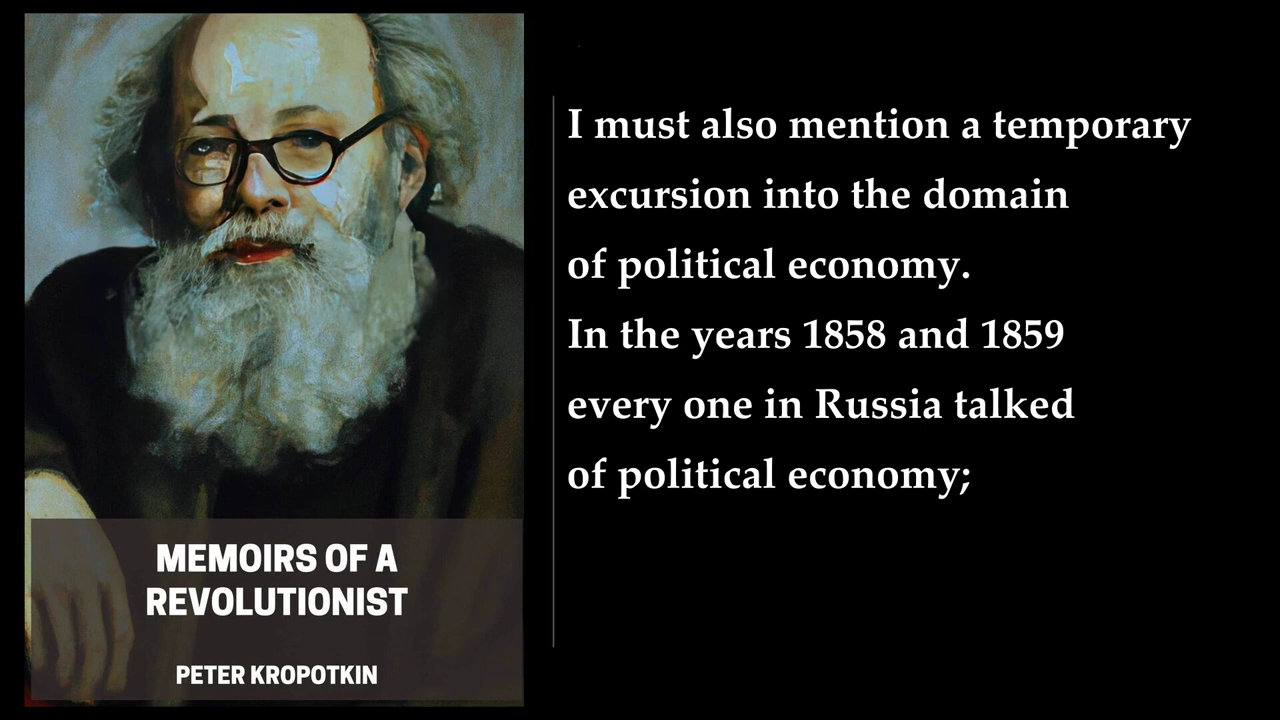 MEMOIRS OF A
REVOLUTIONIST
PETER KROPOTKIN
I must also mention a temporary
excursion into the domain
of political economy.
In the years 1858 and 1859
every one in Russia talked
of political economy;